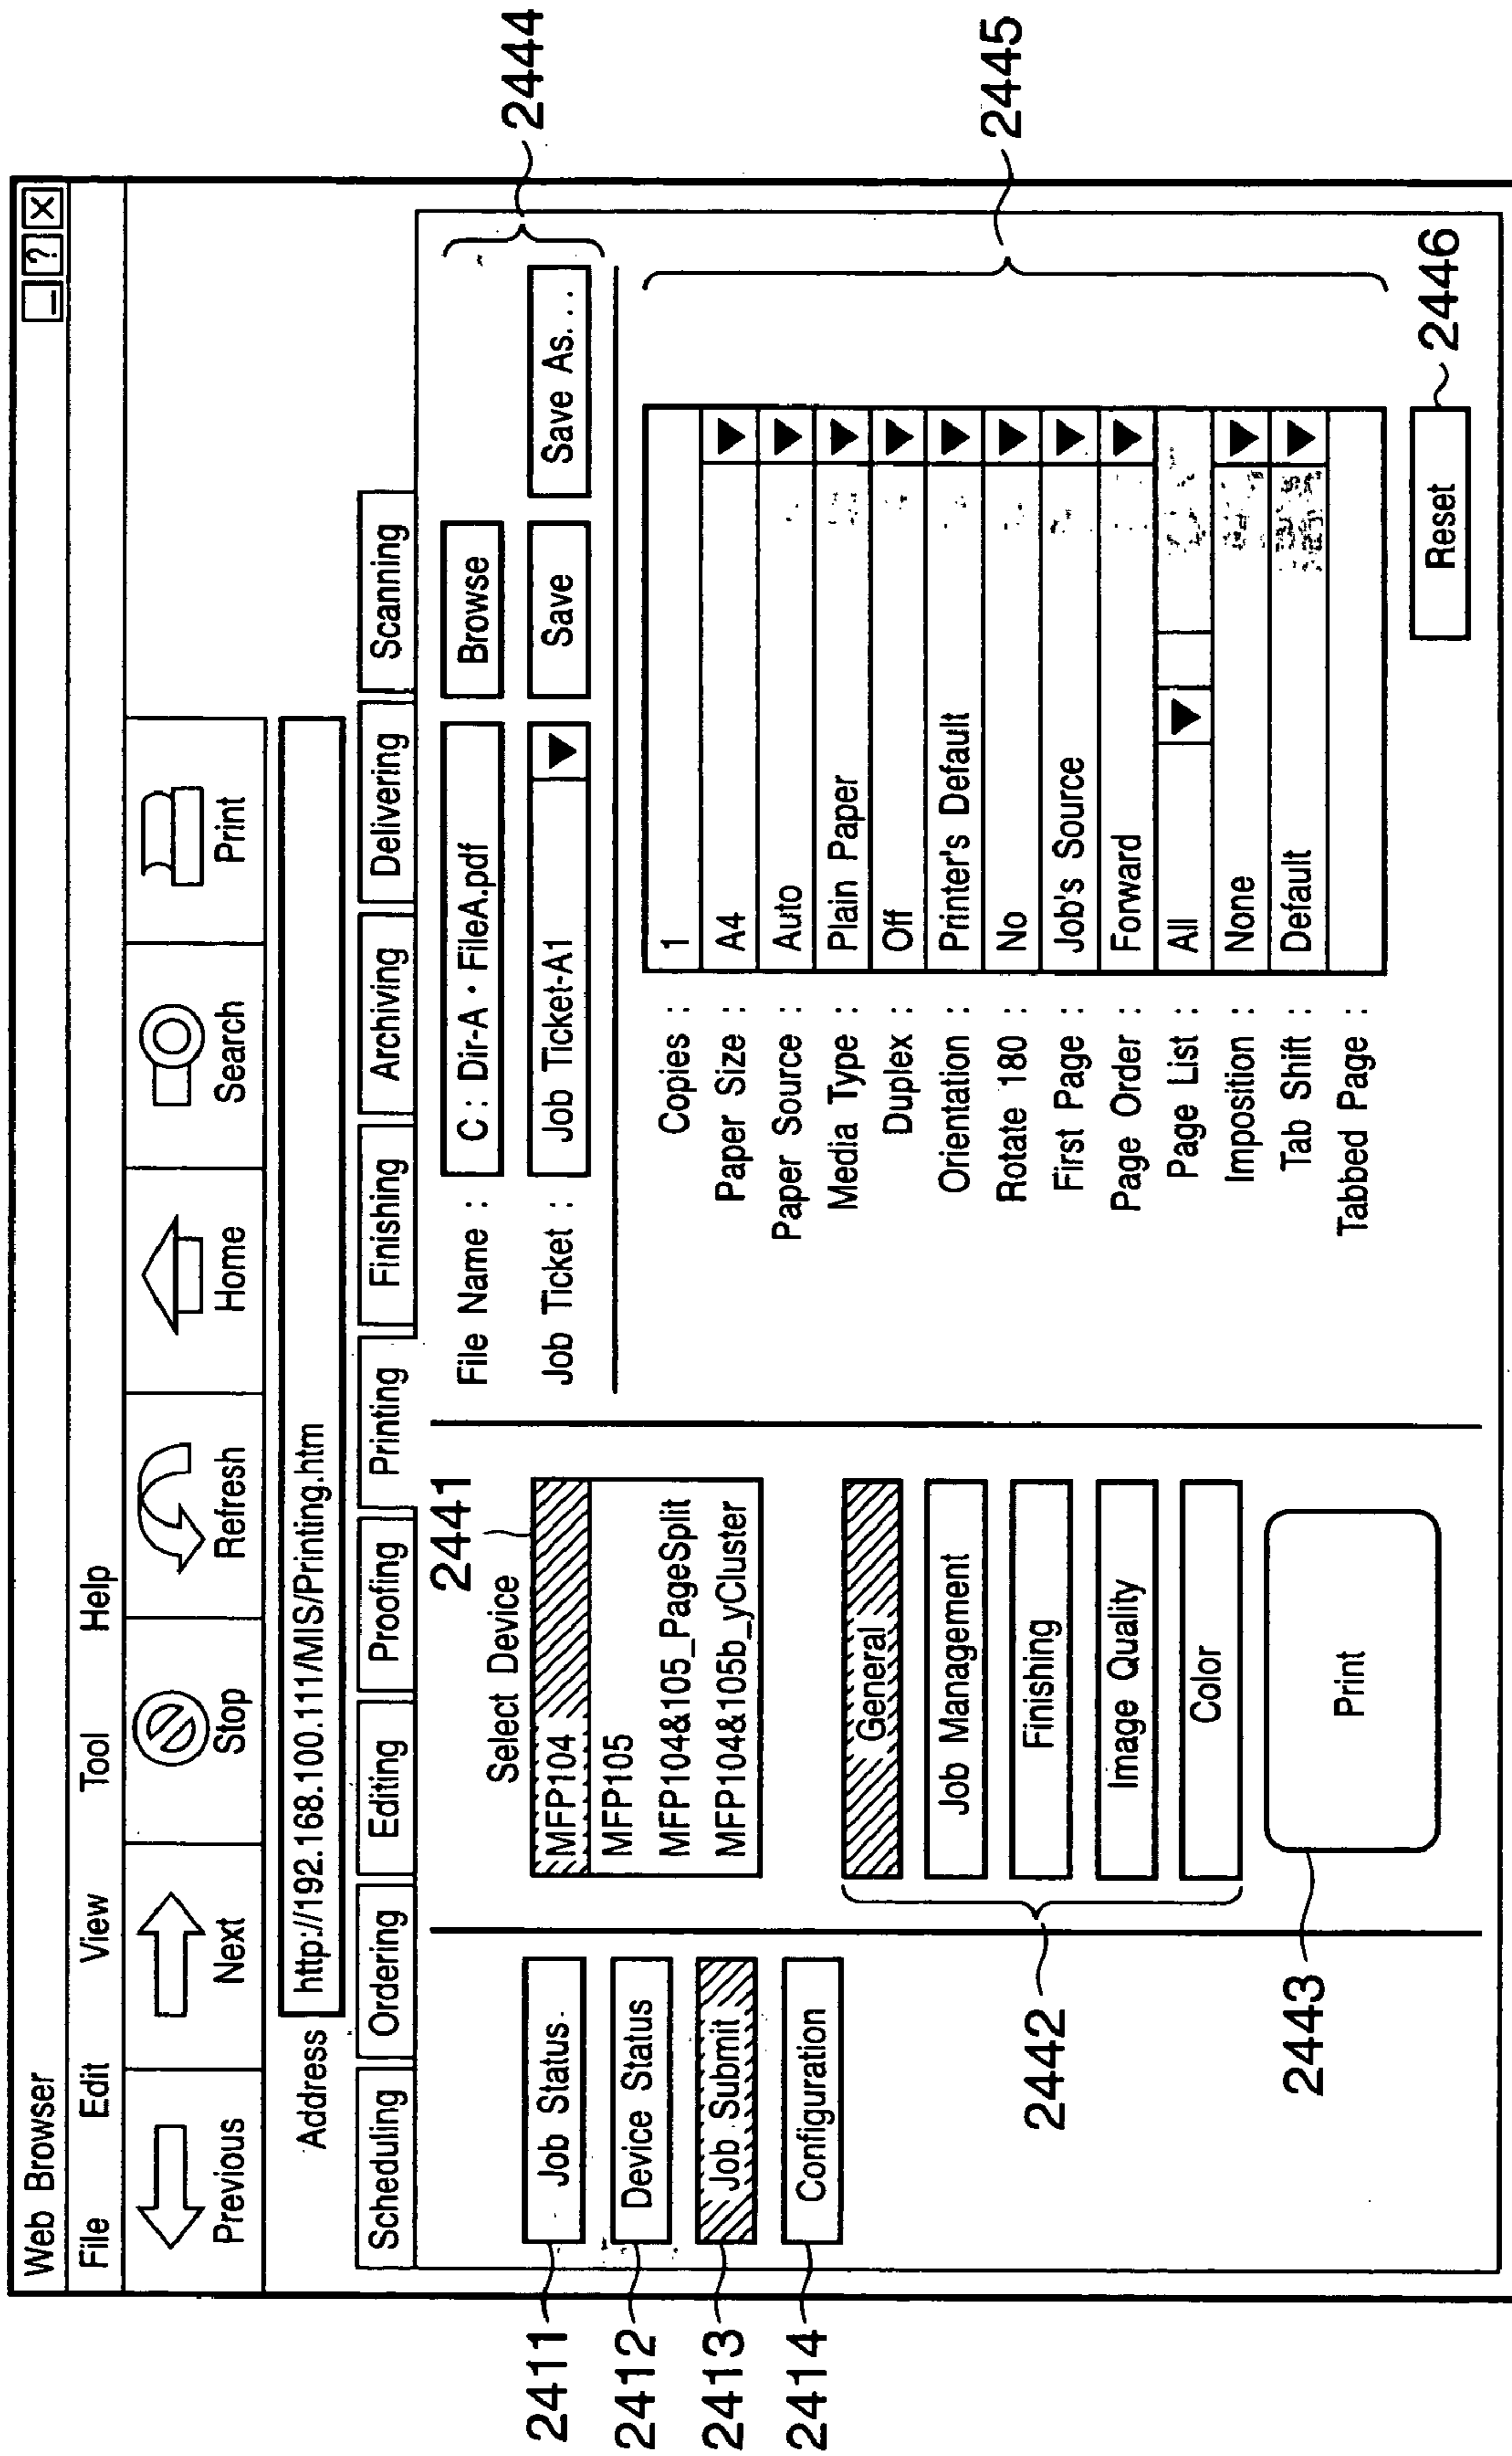 Web Browser _ ? X
File Edit View Tool Help
Previous Next Stop Refresh Home Search Print
Address http://192.168.100.111/MIS/Printing.htm
Scheduling Ordering Editing Proofing Printing Finishing Archiving Delivering Scanning
2411 Job Status
2412 Device Status
2413 Job Submit
2414 Configuration
2441
Select Device
MFP104
MFP105
MFP104&105_PageSplit
MFP104&105b_yCluster
General
Job Management
Finishing
Image Quality
Color
2442
Print
2443
File Name : C : Dir-A・FileA.pdf Browse
Job Ticket : Job Ticket-A1 Save Save As...
2444
Copies : 1
Paper Size : A4
Paper Source : Auto
Media Type : Plain Paper
Duplex : Off
Orientation : Printer's Default
Rotate 180 : No
First Page : Job's Source
Page Order : Forward
Page List : All
Imposition : None
Tab Shift : Default
Tabbed Page :
2445
Reset 2446